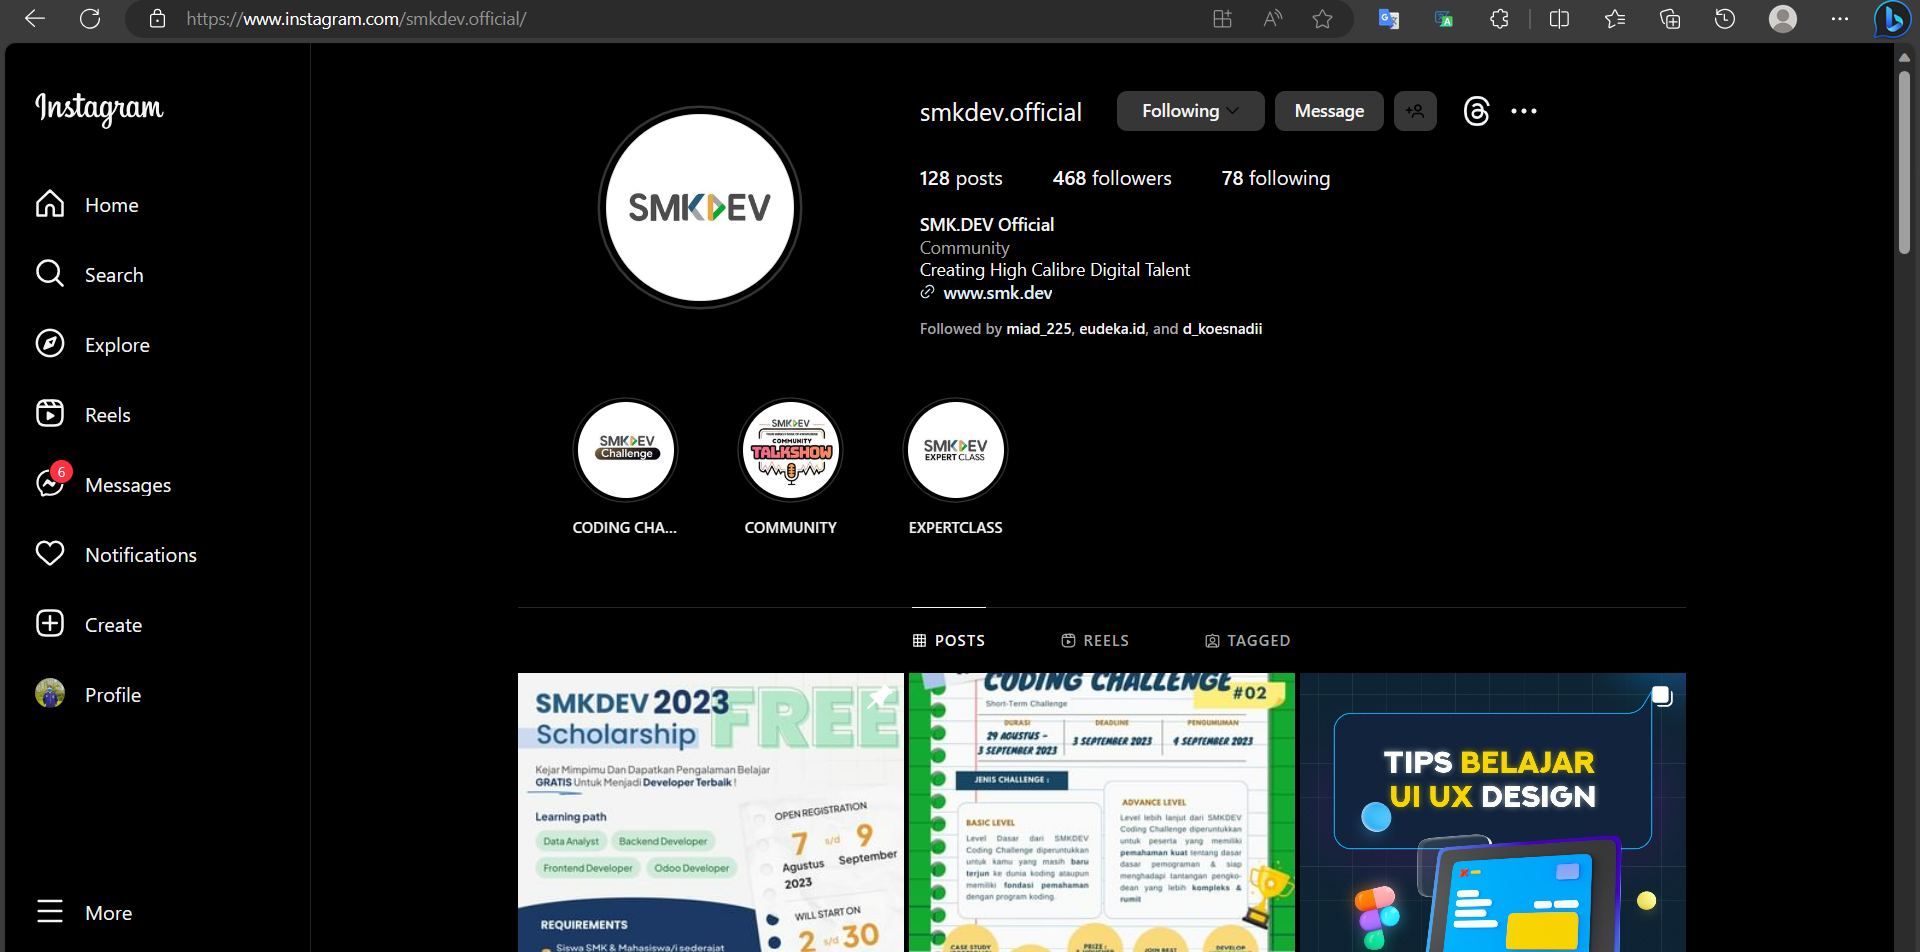 https://www.instagram.com/smkdev.official/
Instagram
Home
Search
Explore
Reels
6
Messages
Notifications
Create
Profile
More
smkdev.official
Following
Message
128 posts
468 followers
78 following
SMK.DEV Official
Community
Creating High Calibre Digital Talent
www.smk.dev
Followed by miad_225, eudeka.id, and d_koesnadii
SMKDEV
SMKDEV
Challenge
CODING CHA...
SMKDEV
COMMUNITY
TALKSHOW
COMMUNITY
SMKDEV
EXPERT CLASS
EXPERTCLASS
POSTS
REELS
TAGGED
SMKDEV 2023
Scholarship
FREE
Kejar Mimpimu Dan Dapatkan Pengalaman Belajar
GRATIS Untuk Menjadi Developer Terbaik !
Learning path
Data Analyst
Backend Developer
Frontend Developer
Odoo Developer
OPEN REGISTRATION
7 s/d 9
Agustus September
2023
WILL START ON
2 s/d 30
REQUIREMENTS
Siswa SMK & Mahasiswa/i sederajat
CODING CHALLENGE
#02
Short-Term Challenge
DURASI
29 AGUSTUS -
3 SEPTEMBER 2023
DEADLINE
3 SEPTEMBER 2023
PENGUMUMAN
4 SEPTEMBER 2023
JENIS CHALLENGE :
BASIC LEVEL
Level Dasar dari SMKDEV
Coding Challenge diperuntukkan
untuk kamu yang masih baru
terjun ke dunia koding ataupun
memiliki fondasi pemahaman
dengan program koding.
ADVANCE LEVEL
Level lebih lanjut dari SMKDEV
Coding Challenge diperuntukkan
untuk peserta yang memiliki
pemahaman kuat tentang dasar
dasar pemograman & siap
menghadapi tantangan pengko-
dean yang lebih kompleks &
rumit
CASE STUDY
PRIZE :
JOIN BEST
DEVELOP
TIPS BELAJAR
UI UX DESIGN